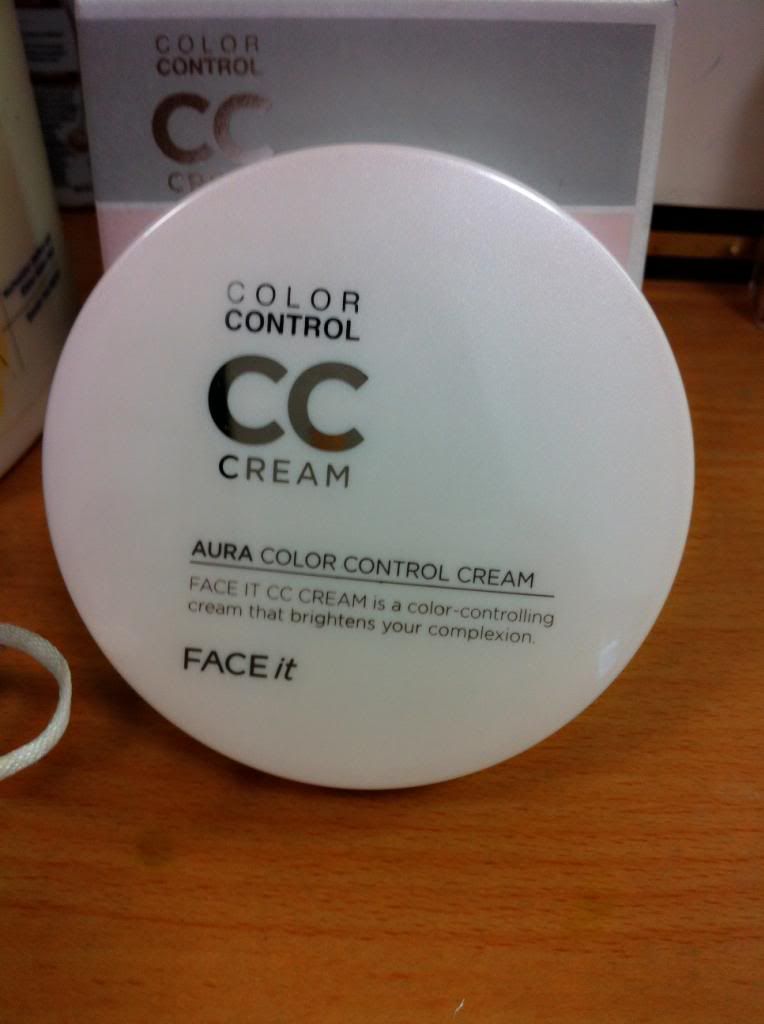 COLOR
CONTROL
CC
COLOR
CONTROL
CC
CREAM
AURA COLOR CONTROL CREAM
FACE IT CC CREAM is a color-controlling
cream that brightens your complexion.
FACE it